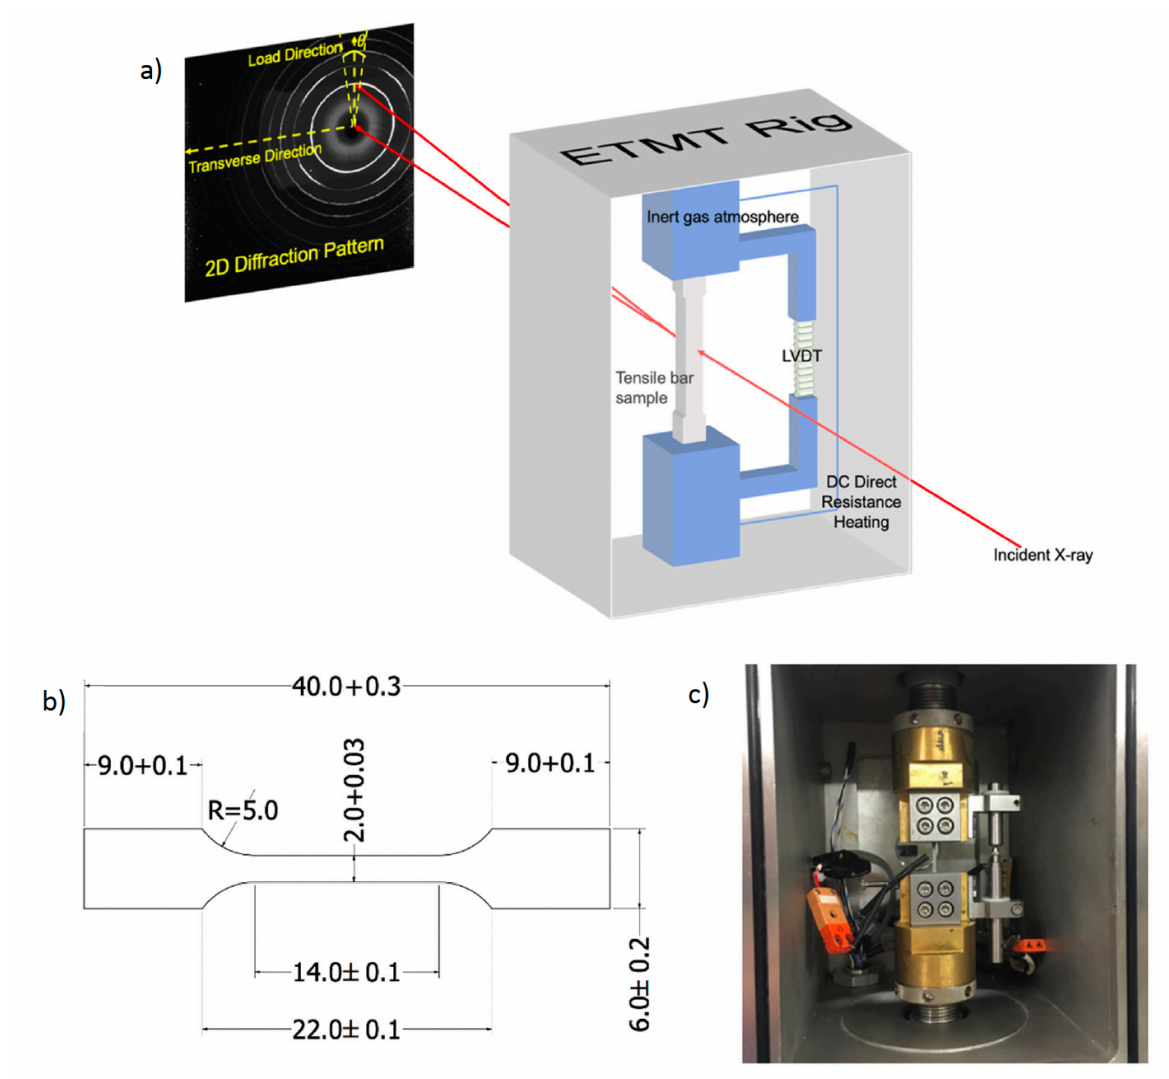 a)
Load Direction
θ
Transverse Direction
2D Diffraction Pattern
ETMT Rig
Inert gas atmosphere
LVDT
Tensile bar
sample
DC Direct
Resistance
Heating
Incident X-ray
b)
40.0+0.3
9.0+0.1
9.0+0.1
R=5.0
2.0+0.03
14.0± 0.1
22.0± 0.1
6.0± 0.2
c)